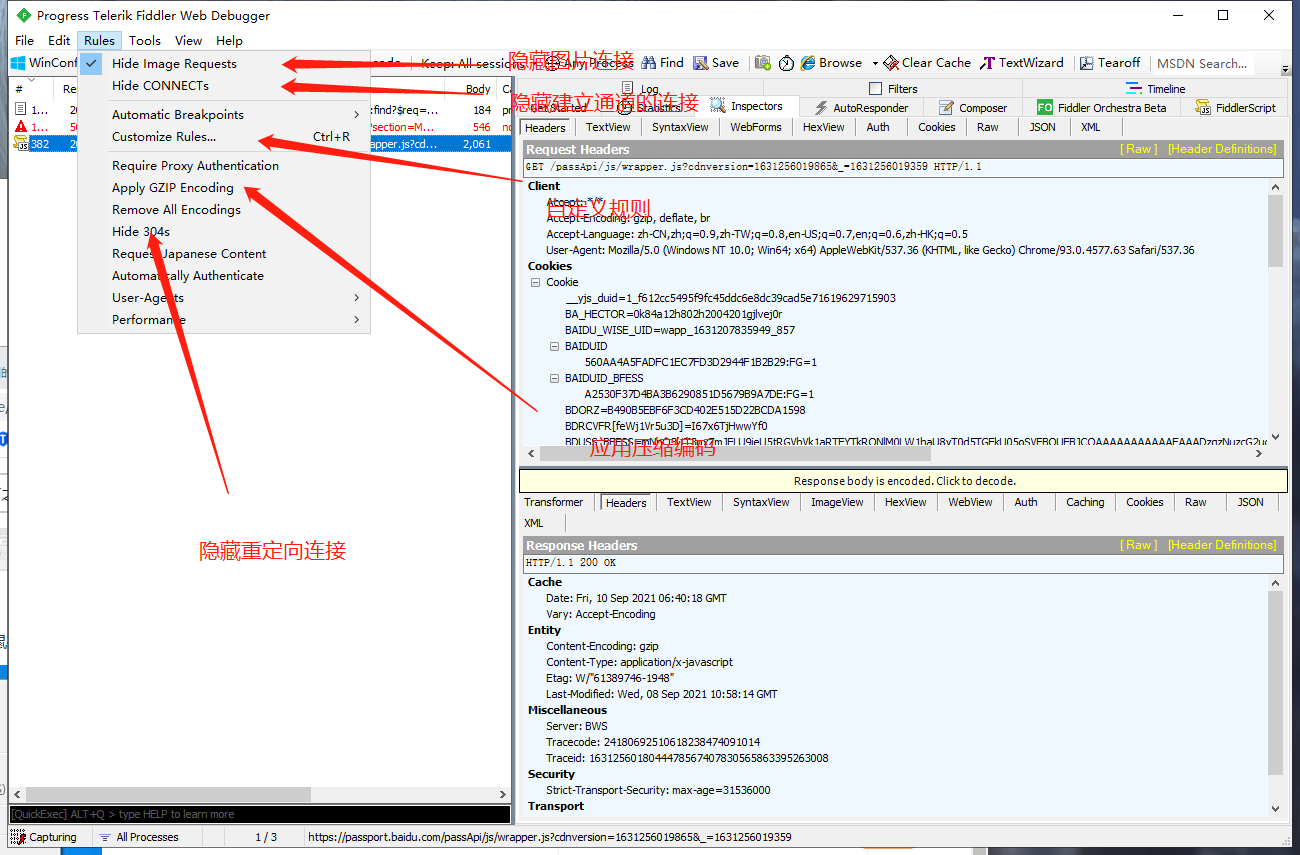 Progress Telerik Fiddler Web Debugger
File Edit Rules Tools View Help
WinConf
Keep: All sessions
Any Process
Find
Save
Browse
Clear Cache
TextWizard
Tearoff
MSDN Search...
隐藏图片连接
隐藏建立通道的连接
自定义规则
应用压缩编码
隐藏重定向连接
Hide Image Requests
Hide CONNECTs
Automatic Breakpoints
Customize Rules... Ctrl+R
Require Proxy Authentication
Apply GZIP Encoding
Remove All Encodings
Hide 304s
Request Japanese Content
Automatically Authenticate
User-Agents
Performance
# Re Body Ca
1... 20 :find?$req=... 184 pr
1... 50 ?section=M... 546 no
382 20 apper.js?cd... 2,061
Log Filters Timeline
Get Started Statistics Inspectors AutoResponder Composer Fiddler Orchestra Beta FiddlerScript
Headers TextView SyntaxView WebForms HexView Auth Cookies Raw JSON XML
Request Headers [ Raw ] [Header Definitions]
GET /passApi/js/wrapper.js?cdnversion=1631256019865&_=1631256019359 HTTP/1.1
Client
Accept: */*
Accept-Encoding: gzip, deflate, br
Accept-Language: zh-CN,zh;q=0.9,zh-TW;q=0.8,en-US;q=0.7,en;q=0.6,zh-HK;q=0.5
User-Agent: Mozilla/5.0 (Windows NT 10.0; Win64; x64) AppleWebKit/537.36 (KHTML, like Gecko) Chrome/93.0.4577.63 Safari/537.36
Cookies
Cookie
__yjs_duid=1_f612cc5495f9fc45ddc6e8dc39cad5e71619629715903
BA_HECTOR=0k84a12h802h2004201gjlvej0r
BAIDU_WISE_UID=wapp_1631207835949_857
BAIDUID
560AA4A5FADFC1EC7FD3D2944F1B2B29:FG=1
BAIDUID_BFESS
A2530F37D4BA3B6290851D5679B9A7DE:FG=1
BDORZ=B490B5EBF6F3CD402E515D22BCDA1598
BDRCVFR[feWj1Vr5u3D]=I67x6TjHwwYf0
Response body is encoded. Click to decode.
Transformer Headers TextView SyntaxView ImageView HexView WebView Auth Caching Cookies Raw JSON
XML
Response Headers [ Raw ] [Header Definitions]
HTTP/1.1 200 OK
Cache
Date: Fri, 10 Sep 2021 06:40:18 GMT
Vary: Accept-Encoding
Entity
Content-Encoding: gzip
Content-Type: application/x-javascript
Etag: W/"61389746-1948"
Last-Modified: Wed, 08 Sep 2021 10:58:14 GMT
Miscellaneous
Server: BWS
Tracecode: 24180692510618238474091014
Traceid: 1631256018044478567407830565863395263008
Security
Strict-Transport-Security: max-age=31536000
Transport
[QuickExec] ALT+Q > type HELP to learn more
Capturing All Processes 1 / 3 https://passport.baidu.com/passApi/js/wrapper.js?cdnversion=1631256019865&_=1631256019359